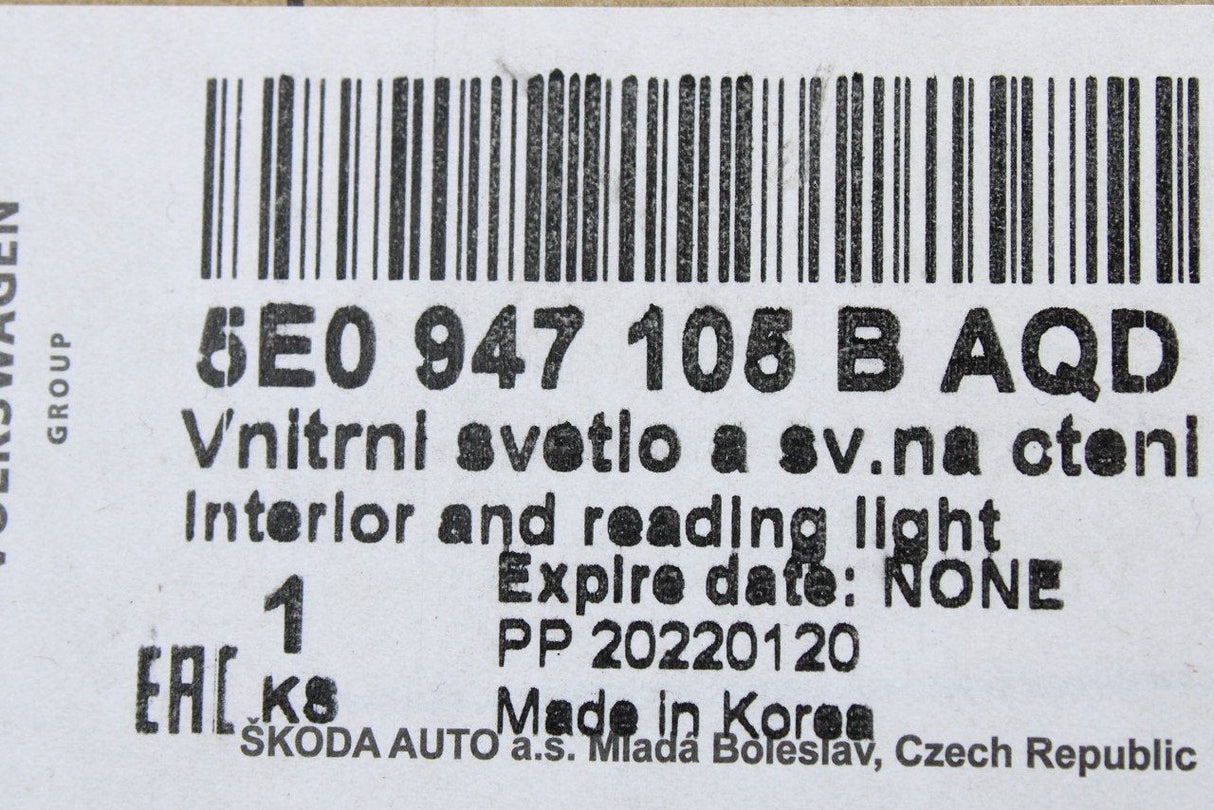 VOLKSWAGEN
GROUP
5E0 947 105 B AQD
Vnitrni svetlo a sv.na cteni
Interior and reading light
Expire date: NONE
1
PP 20220120
EAC KS
Made in Korea
ŠKODA AUTO a.s. Mladá Boleslav, Czech Republic